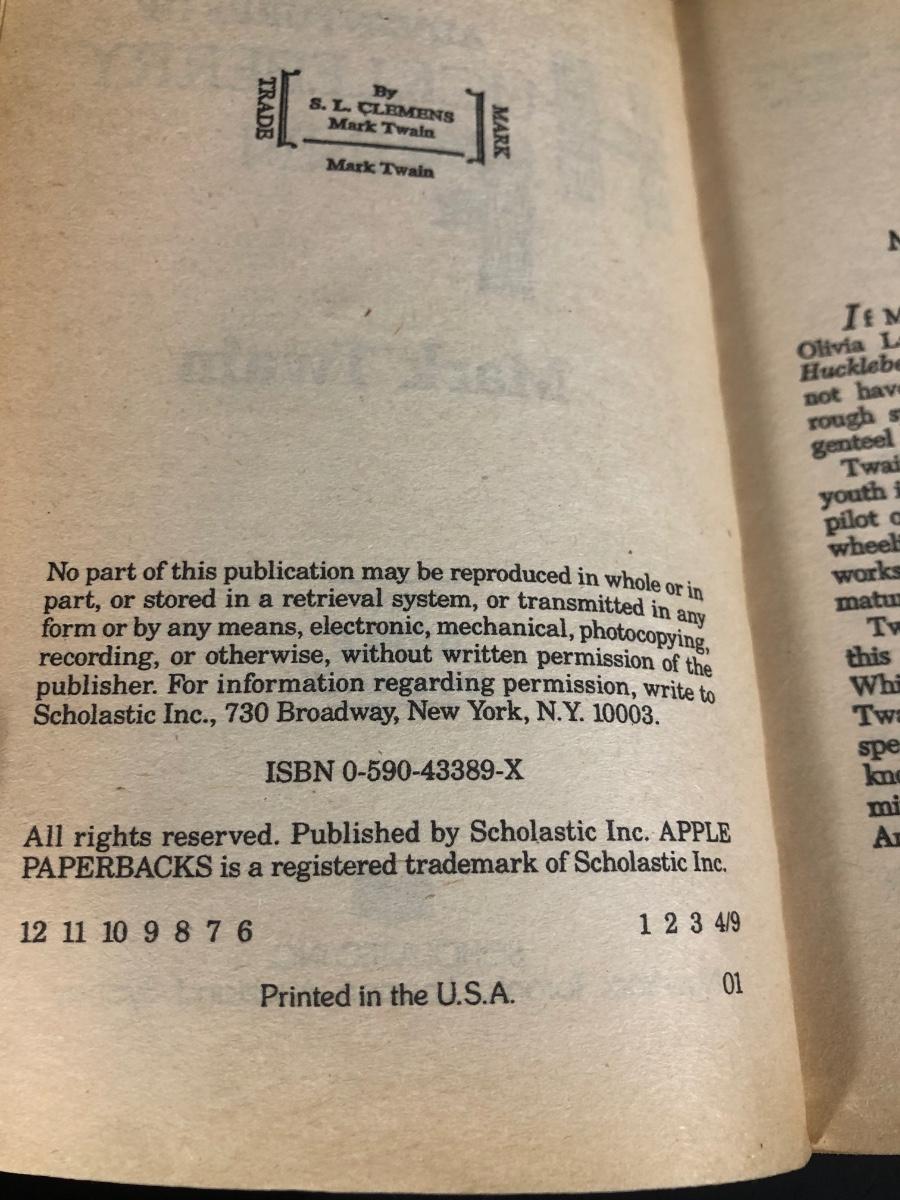 TRADE
By
S. L. CLEMENS
Mark Twain
MARK
Mark Twain
No part of this publication may be reproduced in whole or in
part, or stored in a retrieval system, or transmitted in any
form or by any means, electronic, mechanical, photocopying,
recording, or otherwise, without written permission of the
publisher. For information regarding permission, write to
Scholastic Inc., 730 Broadway, New York, N.Y. 10003.
ISBN 0-590-43389-X
All rights reserved. Published by Scholastic Inc. APPLE
PAPERBACKS is a registered trademark of Scholastic Inc.
12 11 10 9 8 7 6 1 2 3 4/9
Printed in the U.S.A. 01
If
Olivia
not
rough
genteel
youth
pilot
works
this